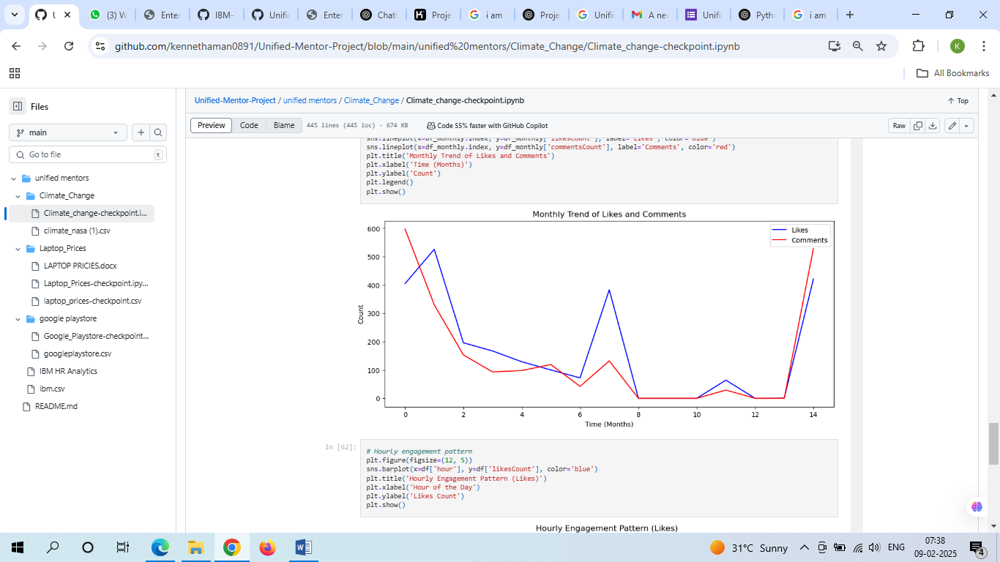 U
(3) W
Enter
IBM-
Unifi
Enter
Chat
Proje
i am
Proje
Unifi
A nev
Unifi
Pyth
i am
github.com/kennethaman0891/Unified-Mentor-Project/blob/main/unified%20mentors/Climate_Change/Climate_change-checkpoint.ipynb
K
All Bookmarks
Files
main
Go to file
t
unified mentors
Climate_Change
Climate_change-checkpoint.i...
climate_nasa (1).csv
Laptop_Prices
LAPTOP PRICIES.docx
Laptop_Prices-checkpoint.ipy...
laptop_prices-checkpoint.csv
google playstore
Google_Playstore-checkpoint...
googleplaystore.csv
IBM HR Analytics
ibm.csv
README.md
Unified-Mentor-Project / unified mentors / Climate_Change / Climate_change-checkpoint.ipynb
Top
Preview Code Blame 445 lines (445 loc) · 674 KB Code 55% faster with GitHub Copilot Raw
sns.lineplot(x=df_monthly.index, y=df_monthly['likesCount'], label='Likes', color='blue')
sns.lineplot(x=df_monthly.index, y=df_monthly['commentsCount'], label='Comments', color='red')
plt.title('Monthly Trend of Likes and Comments')
plt.xlabel('Time (Months)')
plt.ylabel('Count')
plt.legend()
plt.show()
Monthly Trend of Likes and Comments
Likes
Comments
600
500
400
300
200
100
0
Count
0 2 4 6 8 10 12 14
Time (Months)
In [62]:
# Hourly engagement pattern
plt.figure(figsize=(12, 5))
sns.barplot(x=df['hour'], y=df['likesCount'], color='blue')
plt.title('Hourly Engagement Pattern (Likes)')
plt.xlabel('Hour of the Day')
plt.ylabel('Likes Count')
plt.show()
Hourly Engagement Pattern (Likes)
31°C Sunny
ENG
07:38
09-02-2025
4